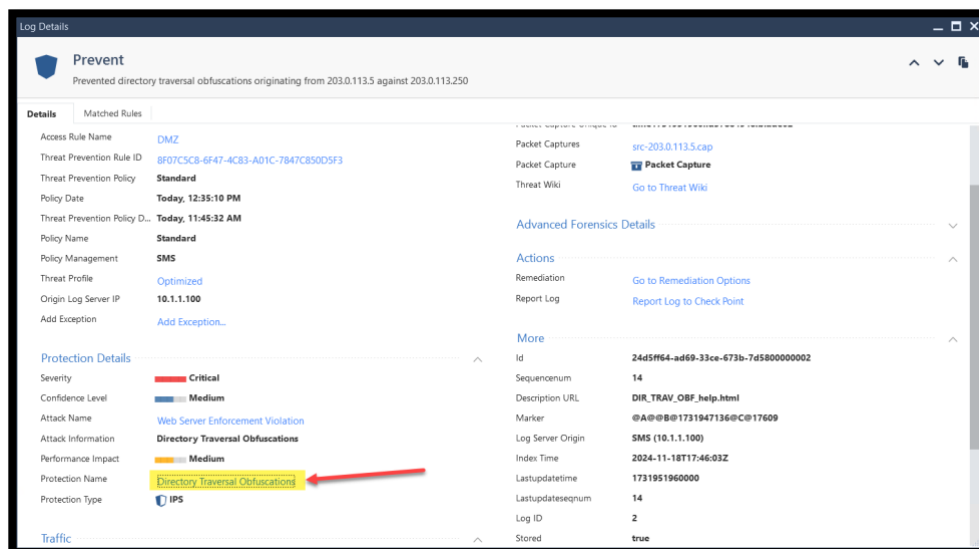 Log Details
Prevent
Prevented directory traversal obfuscations originating from 203.0.113.5 against 203.0.113.250
Details
Matched Rules
Access Rule Name DMZ
Threat Prevention Rule ID 8F07C5C8-6F47-4C83-A01C-7847C850D5F3
Threat Prevention Policy Standard
Policy Date Today, 12:35:10 PM
Threat Prevention Policy D... Today, 11:45:32 AM
Policy Name Standard
Policy Management SMS
Threat Profile Optimized
Origin Log Server IP 10.1.1.100
Add Exception Add Exception...
Protection Details
Severity Critical
Confidence Level Medium
Attack Name Web Server Enforcement Violation
Attack Information Directory Traversal Obfuscations
Performance Impact Medium
Protection Name Directory Traversal Obfuscations
Protection Type IPS
Traffic
Packet Captures src-203.0.113.5.cap
Packet Capture Packet Capture
Threat Wiki Go to Threat Wiki
Advanced Forensics Details
Actions
Remediation Go to Remediation Options
Report Log Report Log to Check Point
More
Id 24d5ff64-ad69-33ce-673b-7d5800000002
Sequencenum 14
Description URL DIR_TRAV_OBF_help.html
Marker @A@@B@1731947136@C@17609
Log Server Origin SMS (10.1.1.100)
Index Time 2024-11-18T17:46:03Z
Lastupdatetime 1731951960000
Lastupdateseqnum 14
Log ID 2
Stored true